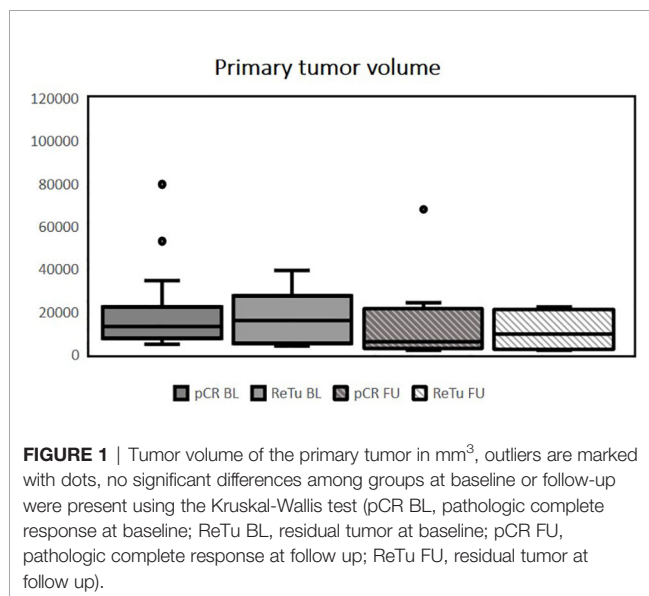 Primary tumor volume
120000
100000
80000
60000
40000
20000
0
pCR BL ReTu BL pCR FU ReTu FU
FIGURE 1 | Tumor volume of the primary tumor in mm³, outliers are marked
with dots, no significant differences among groups at baseline or follow-up
were present using the Kruskal-Wallis test (pCR BL, pathologic complete
response at baseline; ReTu BL, residual tumor at baseline; pCR FU,
pathologic complete response at follow up; ReTu FU, residual tumor at
follow up).